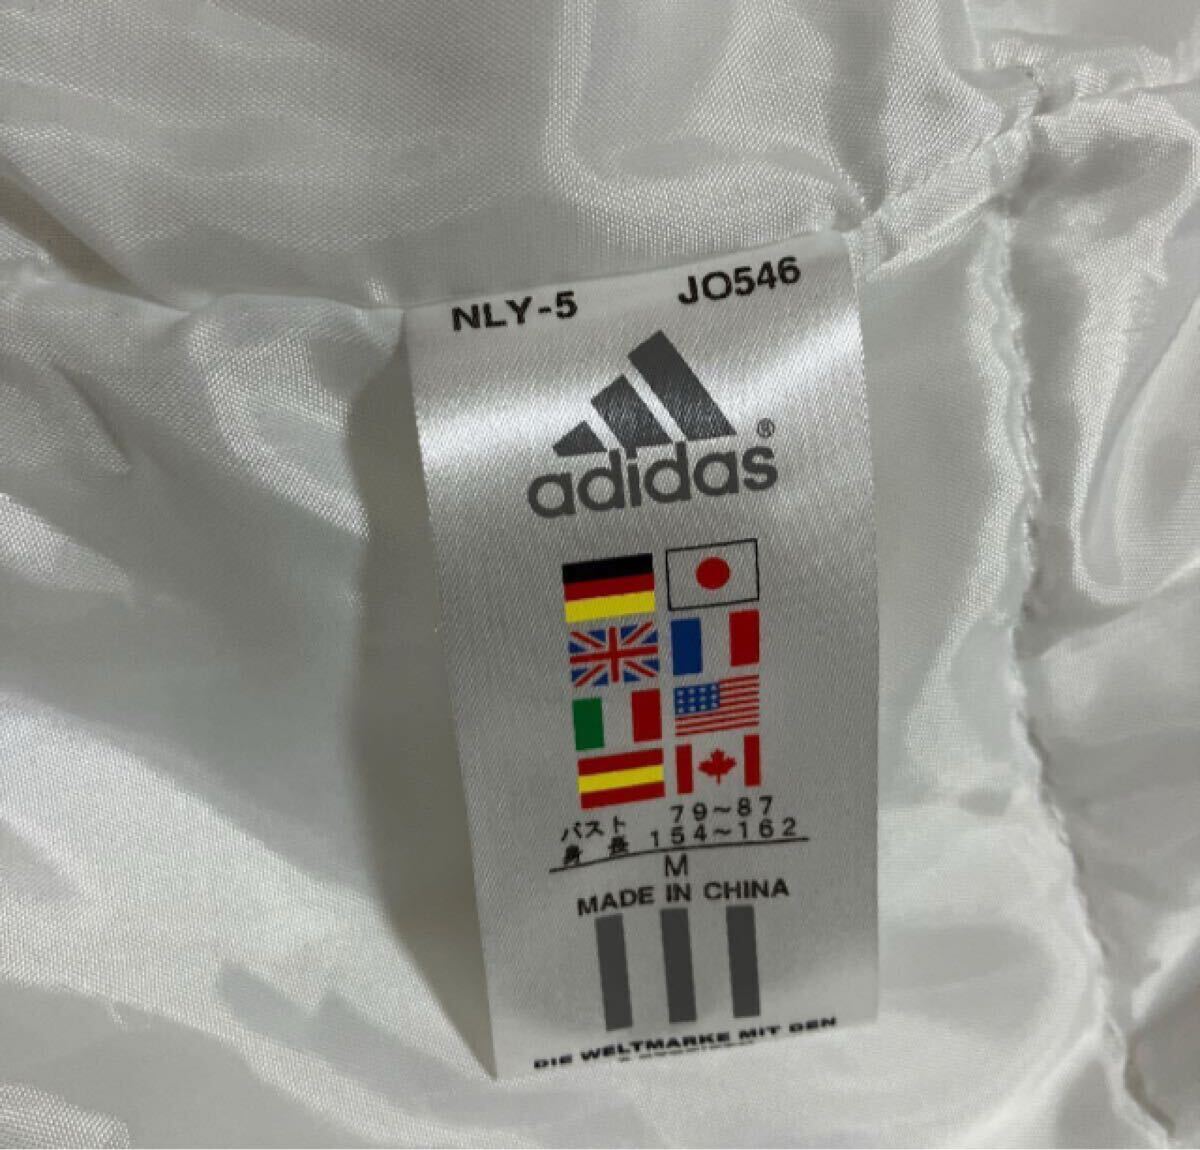 NLY-5 JO546
adidas®
バスト 79～87
身長 154～162
M
MADE IN CHINA
DIE WELTMARKE MIT DEN